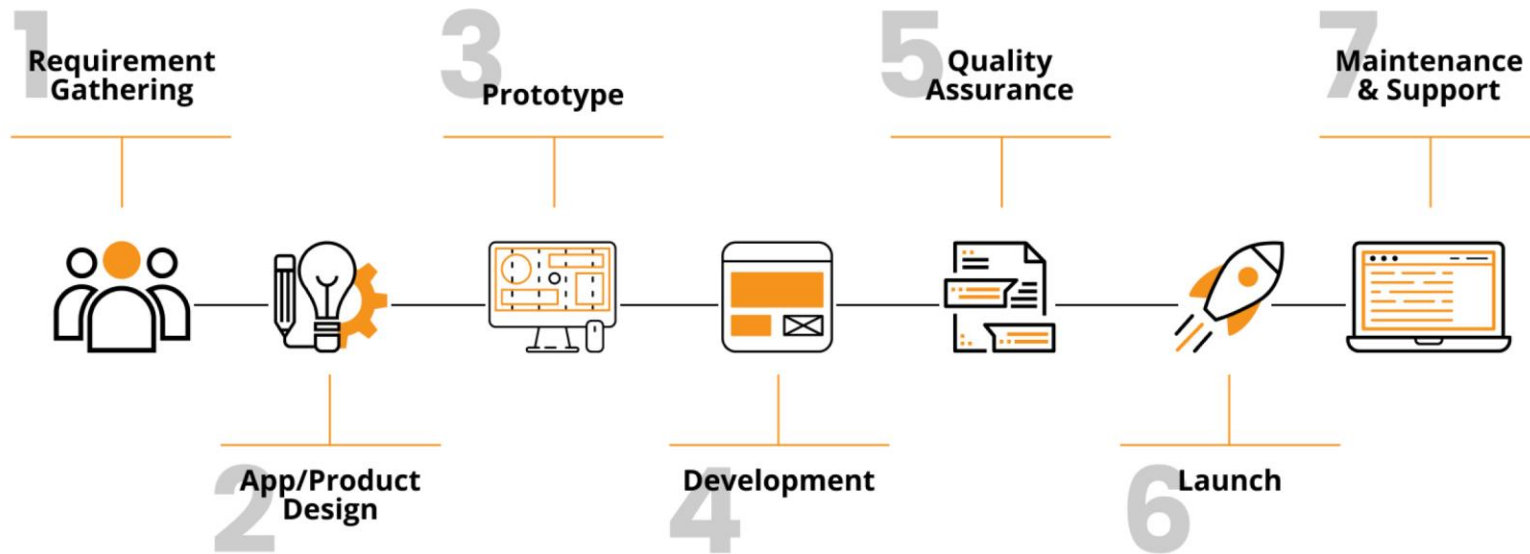 1
Requirement
Gathering
2
App/Product
Design
3
Prototype
4
Development
5
Quality
Assurance
6
Launch
7
Maintenance
& Support